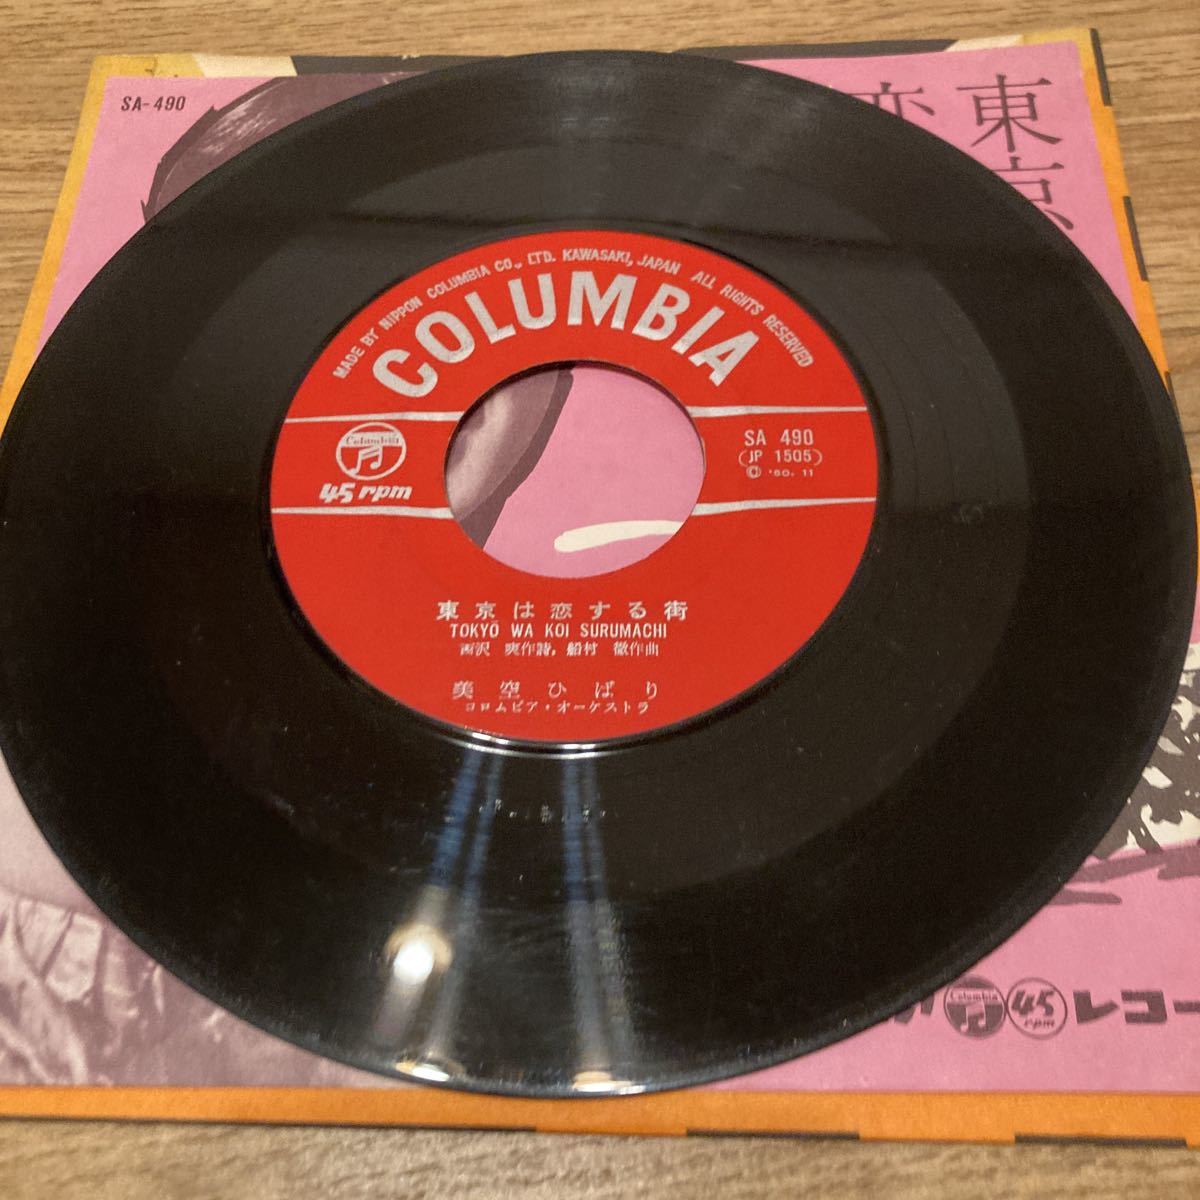 SA-490
東京
恋
MADE BY NIPPON COLUMBIA CO., LTD. KAWASAKI, JAPAN ALL RIGHTS RESERVED
COLUMBIA
Columbia
45 rpm
SA 490
(JP 1505)
'60. 11
東京は恋する街
TOKYŌ WA KOI SURUMACHI
西沢 爽作詩, 船村 徹作曲
美空ひばり
コロムビア・オーケストラ
Columbia
45
rpm
レコー